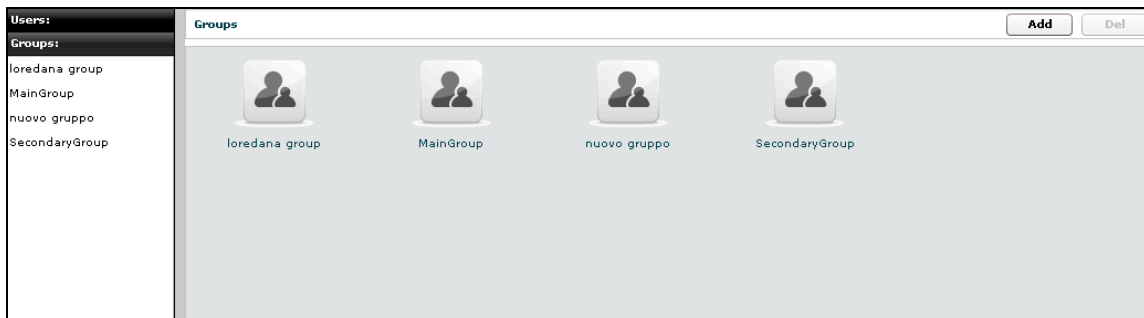 Users:
Groups:
loredana group
MainGroup
nuovo gruppo
SecondaryGroup
Groups
Add
Del
loredana group
MainGroup
nuovo gruppo
SecondaryGroup